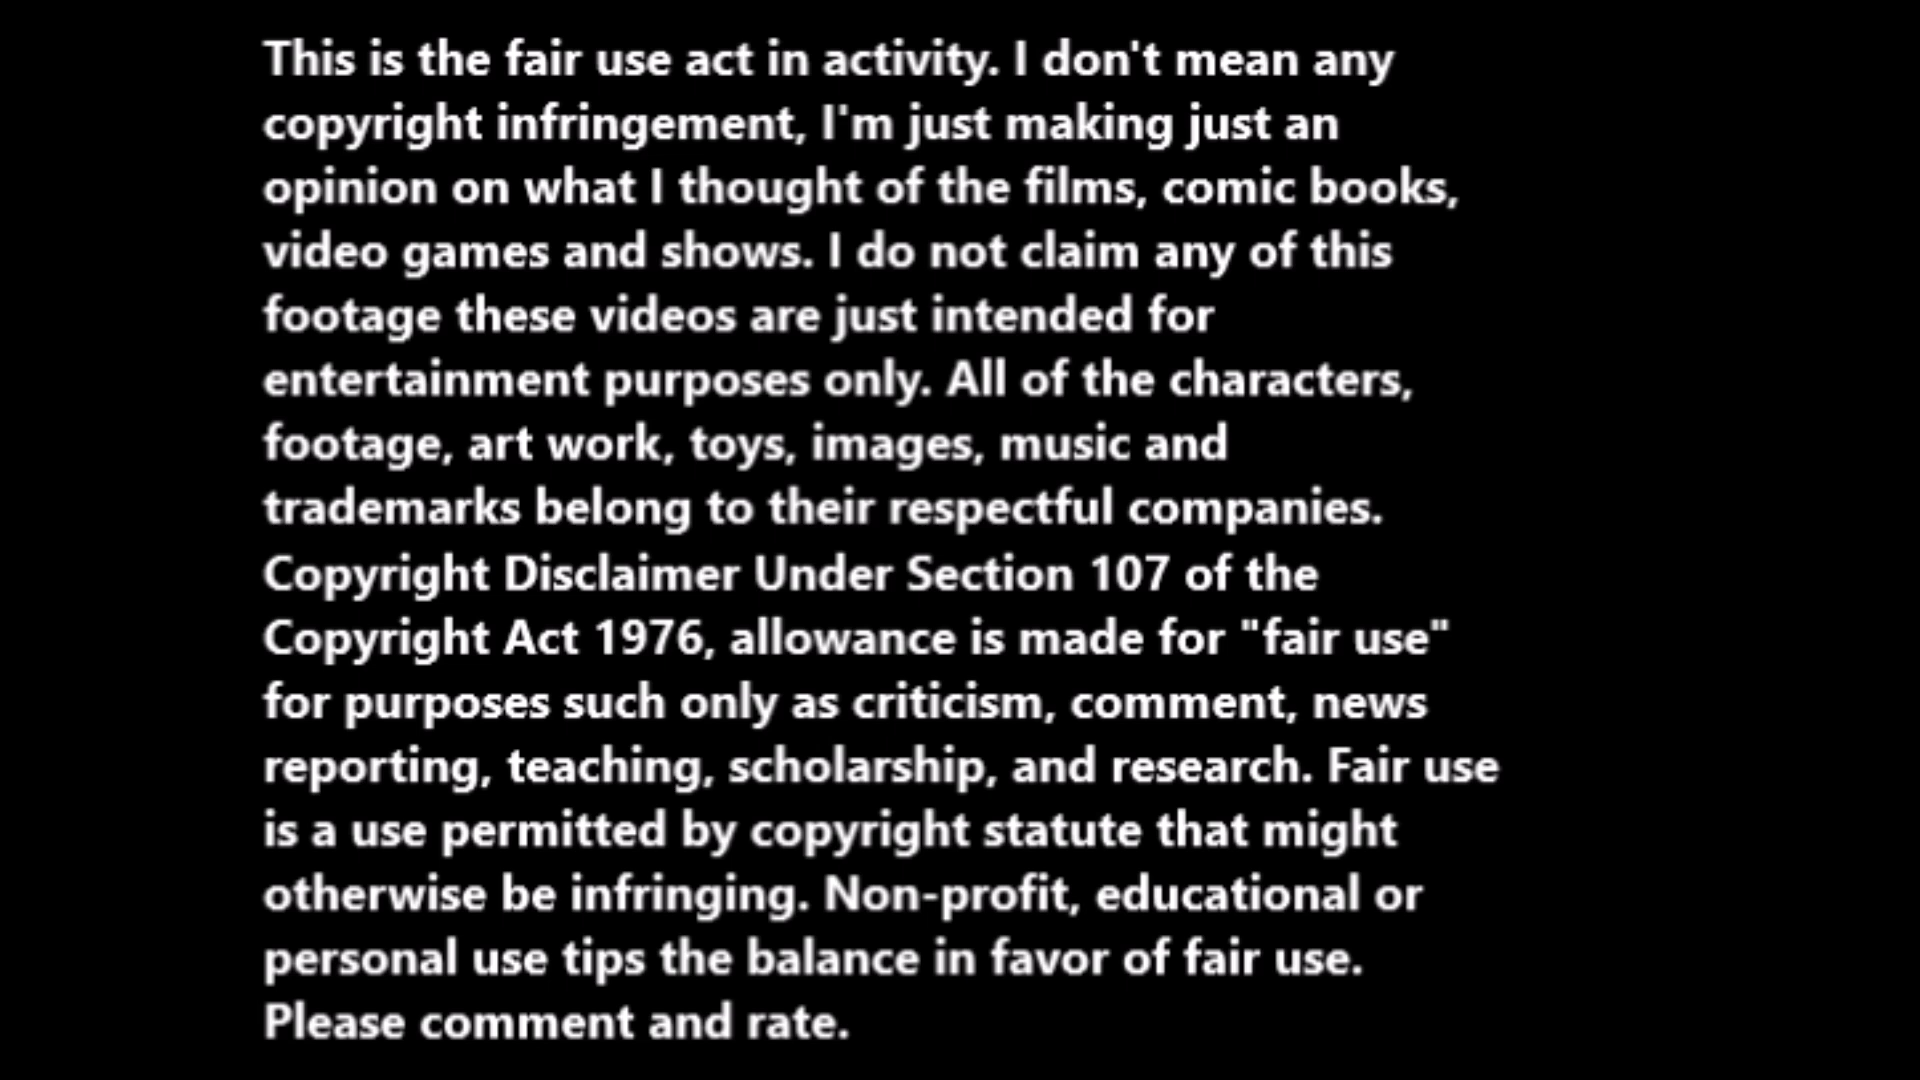 This is the fair use act in activity. I don't mean any
copyright infringement, I'm just making just an
opinion on what I thought of the films, comic books,
video games and shows. I do not claim any of this
footage these videos are just intended for
entertainment purposes only. All of the characters,
footage, art work, toys, images, music and
trademarks belong to their respectful companies.
Copyright Disclaimer Under Section 107 of the
Copyright Act 1976, allowance is made for "fair use"
for purposes such only as criticism, comment, news
reporting, teaching, scholarship, and research. Fair use
is a use permitted by copyright statute that might
otherwise be infringing. Non-profit, educational or
personal use tips the balance in favor of fair use.
Please comment and rate.